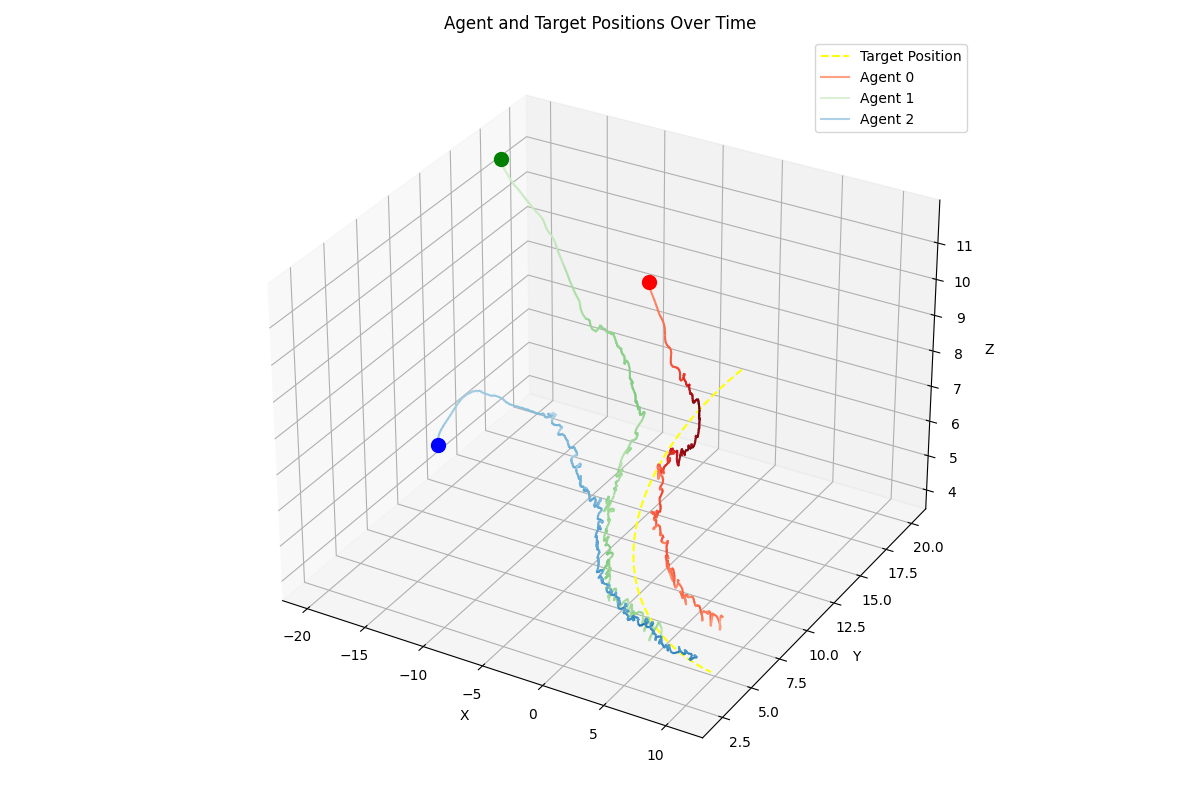 Agent and Target Positions Over Time
Target Position
Agent 0
Agent 1
Agent 2
11
10
9
8
7
6
5
4
Z
20.0
17.5
15.0
12.5
10.0
7.5
5.0
2.5
Y
−20
−15
−10
−5
0
5
10
X